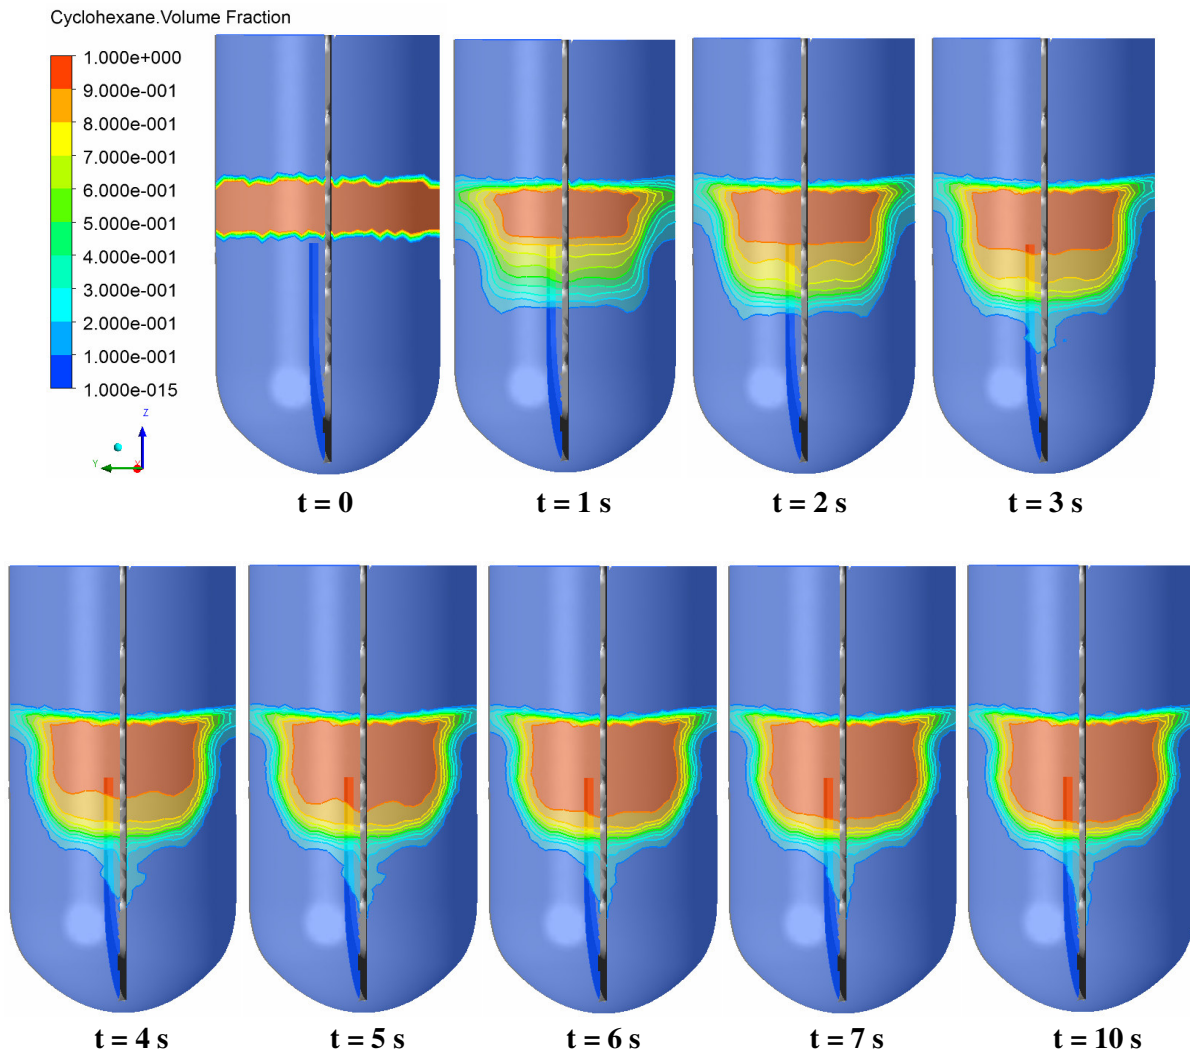 Cyclohexane.Volume Fraction
1.000e+000
9.000e-001
8.000e-001
7.000e-001
6.000e-001
5.000e-001
4.000e-001
3.000e-001
2.000e-001
1.000e-001
1.000e-015
Z
Y
X
t = 0
t = 1 s
t = 2 s
t = 3 s
t = 4 s
t = 5 s
t = 6 s
t = 7 s
t = 10 s